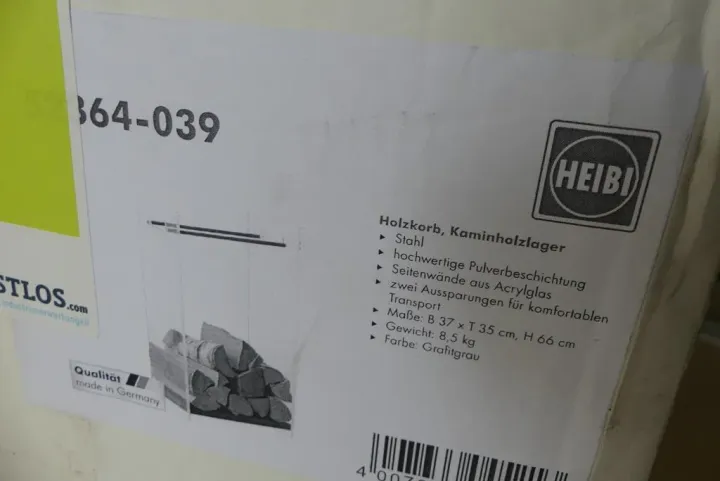 364-039
HEIBI
Holzkorb, Kaminholzlager
▸ Stahl
▸ hochwertige Pulverbeschichtung
▸ Seitenwände aus Acrylglas
▸ zwei Aussparungen für komfortablen
Transport
▸ Maße: B 37 x T 35 cm, H 66 cm
▸ Gewicht: 8,5 kg
▸ Farbe: Grafitgrau
STLOS.com
Qualität
made in Germany